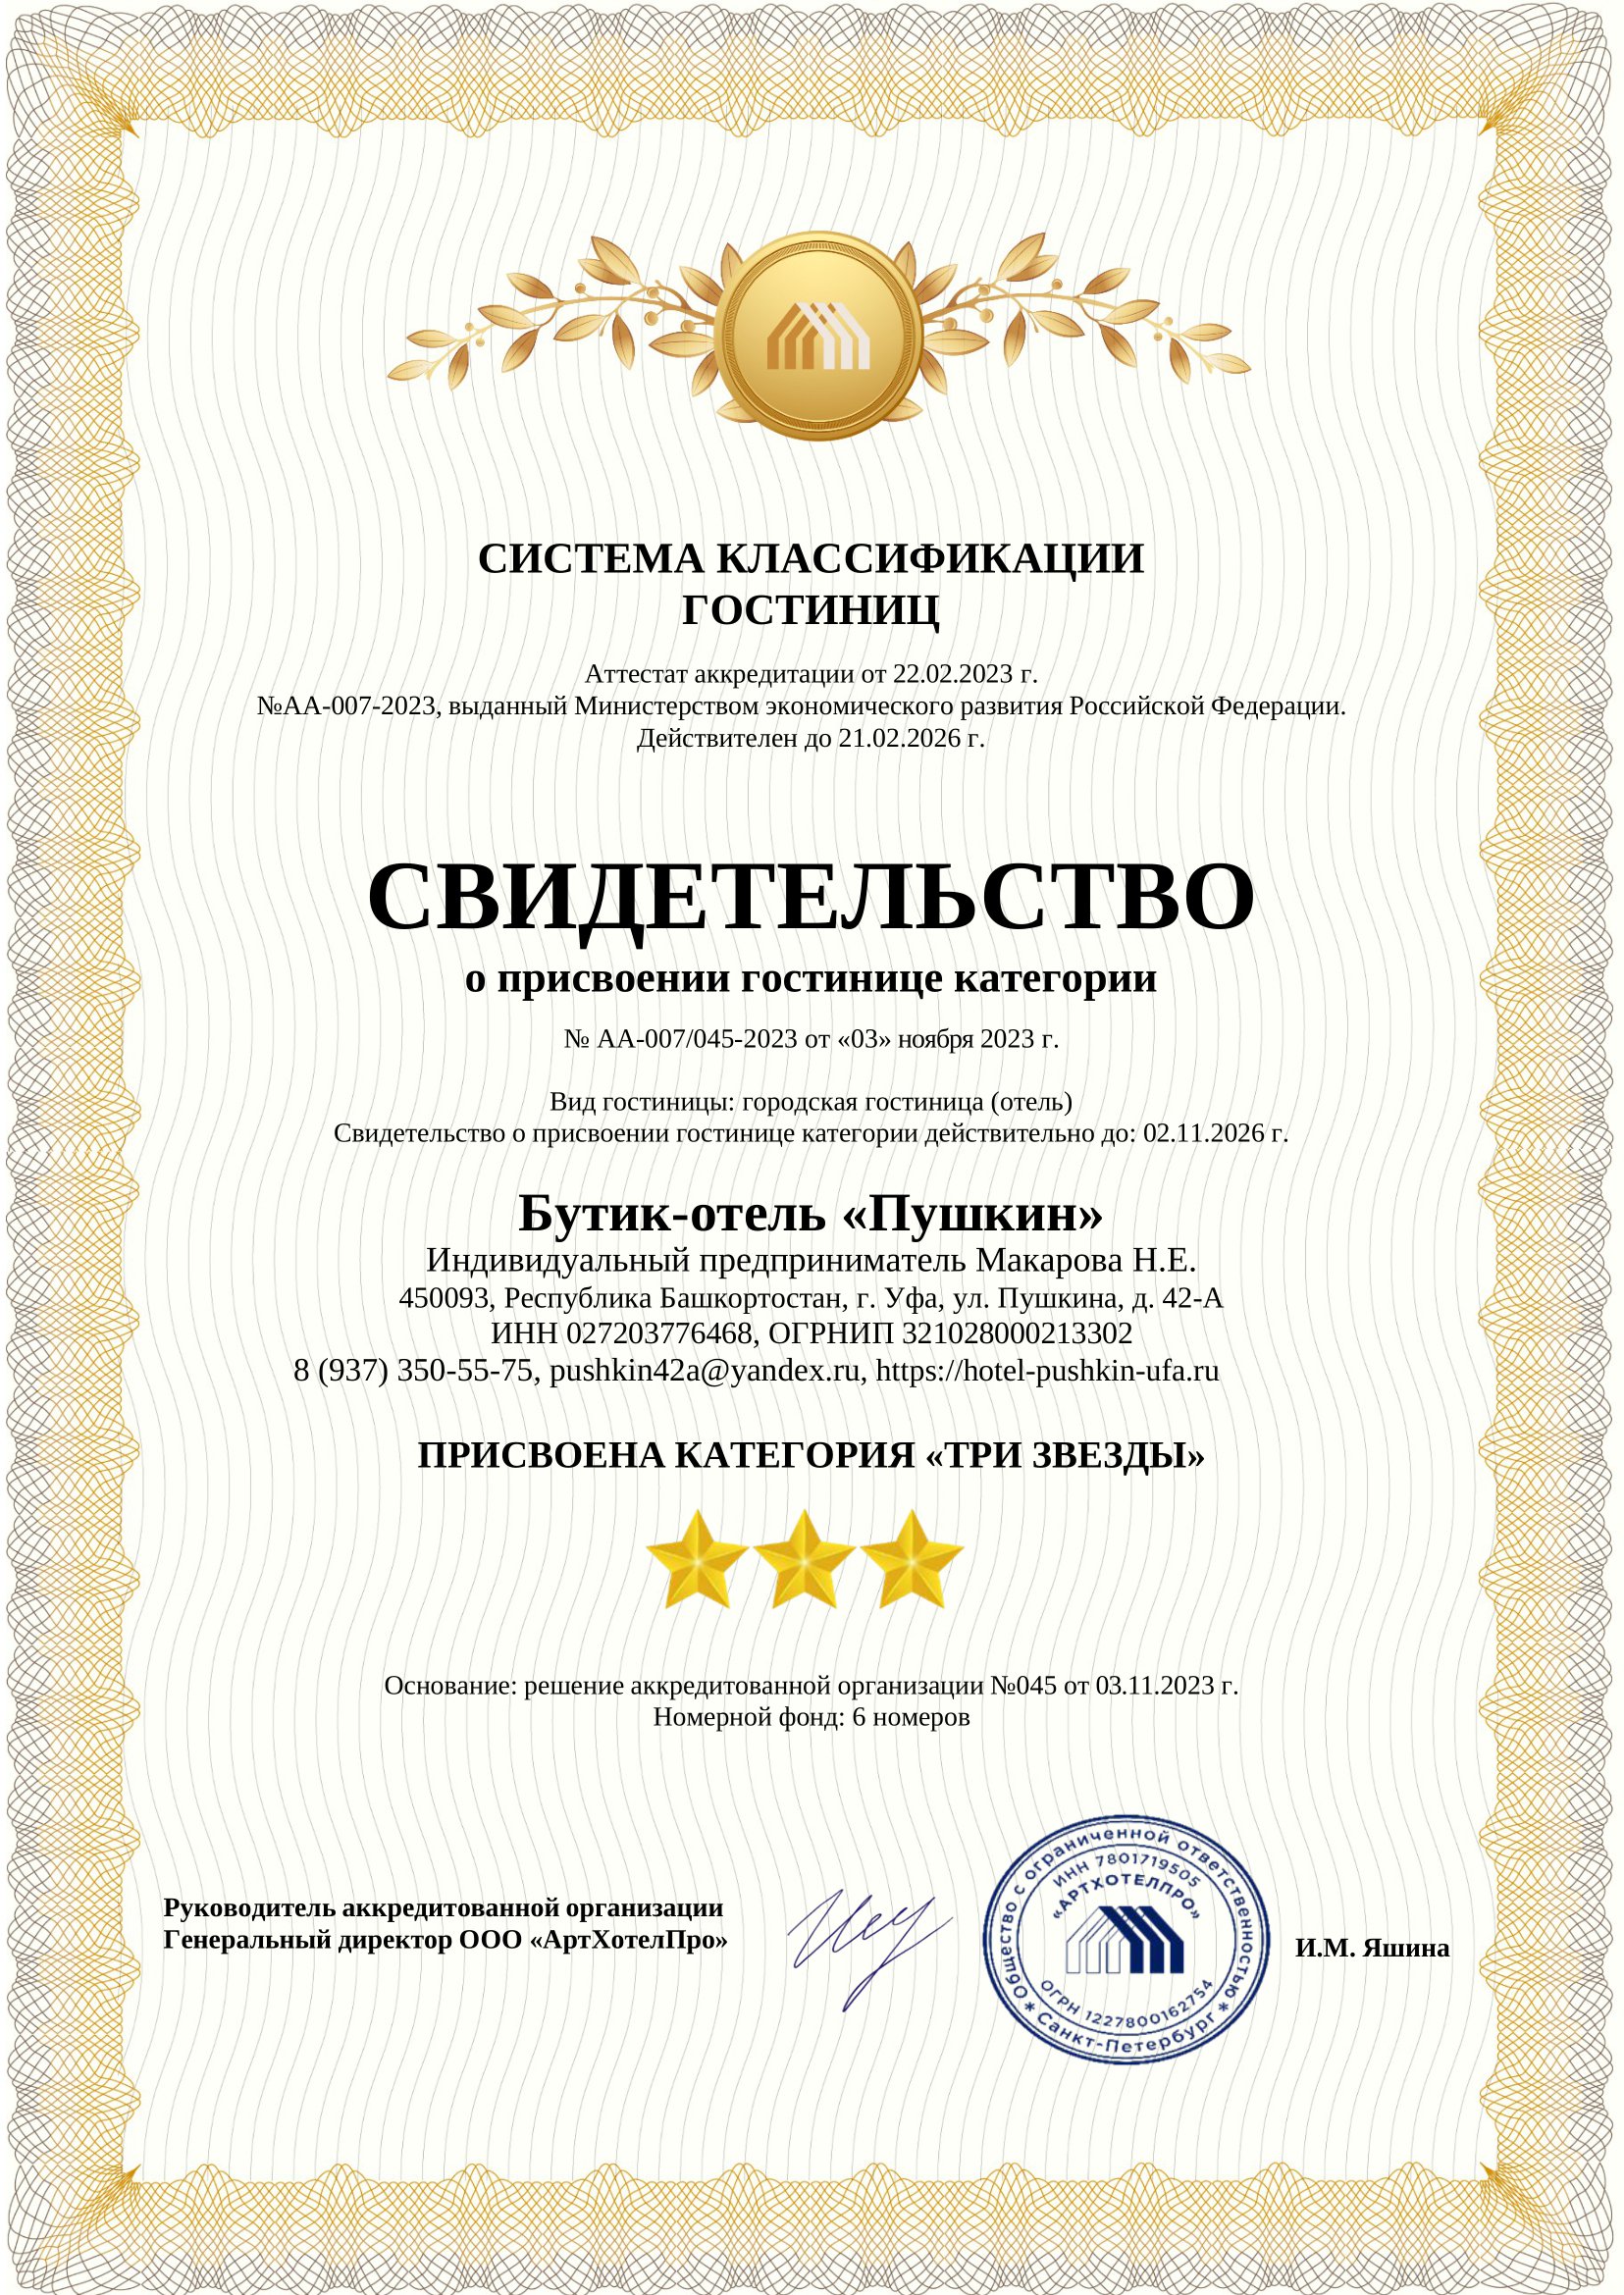 СИСТЕМА КЛАССИФИКАЦИИ
ГОСТИНИЦ
Аттестат аккредитации от 22.02.2023 г.
№АА-007-2023, выданный Министерством экономического развития Российской Федерации.
Действителен до 21.02.2026 г.
СВИДЕТЕЛЬСТВО
о присвоении гостинице категории
№ АА-007/045-2023 от «03» ноября 2023 г.
Вид гостиницы: городская гостиница (отель)
Свидетельство о присвоении гостинице категории действительно до: 02.11.2026 г.
Бутик-отель «Пушкин»
Индивидуальный предприниматель Макарова Н.Е.
450093, Республика Башкортостан, г. Уфа, ул. Пушкина, д. 42-А
ИНН 027203776468, ОГРНИП 321028000213302
8 (937) 350-55-75, pushkin42a@yandex.ru, https://hotel-pushkin-ufa.ru
ПРИСВОЕНА КАТЕГОРИЯ «ТРИ ЗВЕЗДЫ»
Основание: решение аккредитованной организации №045 от 03.11.2023 г.
Номерной фонд: 6 номеров
Руководитель аккредитованной организации
Генеральный директор ООО «АртХотелПро»
Общество с ограниченной ответственностью
ИНН 7801719505
«АРТХОТЕЛПРО»
ОГРН 1227800162754
* Санкт-Петербург *
И.М. Яшина